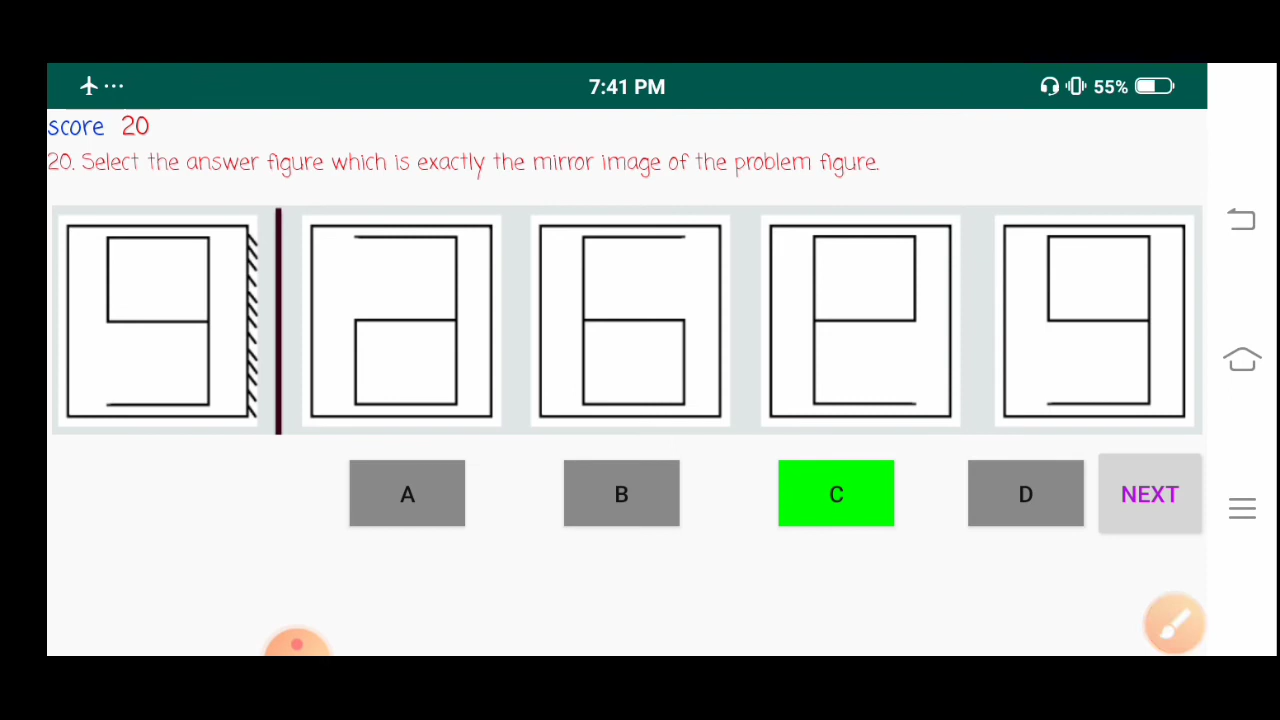 7:41 PM
55%
score 20
20. Select the answer figure which is exactly the mirror image of the problem figure.
A B C D NEXT